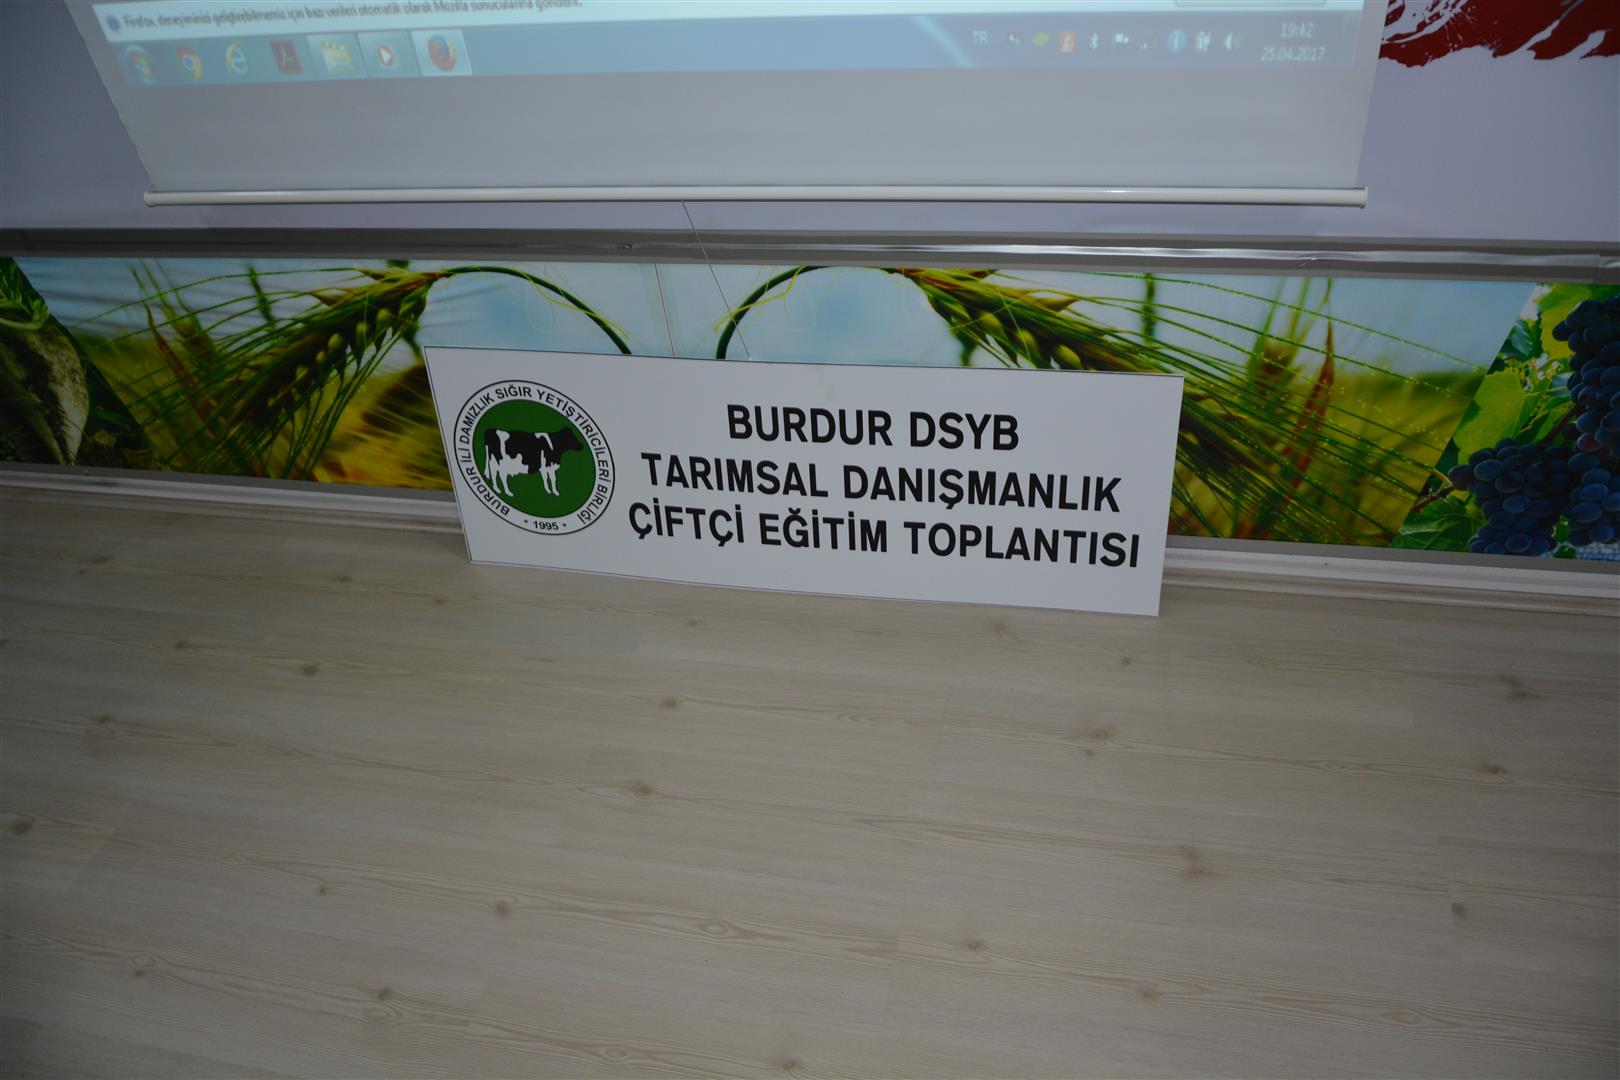 Firefox, deneyiminizi geliştirebilmemiz için bazı verileri otomatik olarak Mozilla sunucularına gönderir.
TR
19:42
25.04.2017
BURDUR İLİ DAMIZLIK SIĞIR YETİŞTİRİCİLERİ BİRLİĞİ
* 1995 *
BURDUR DSYB
TARIMSAL DANIŞMANLIK
ÇİFTÇİ EĞİTİM TOPLANTISI